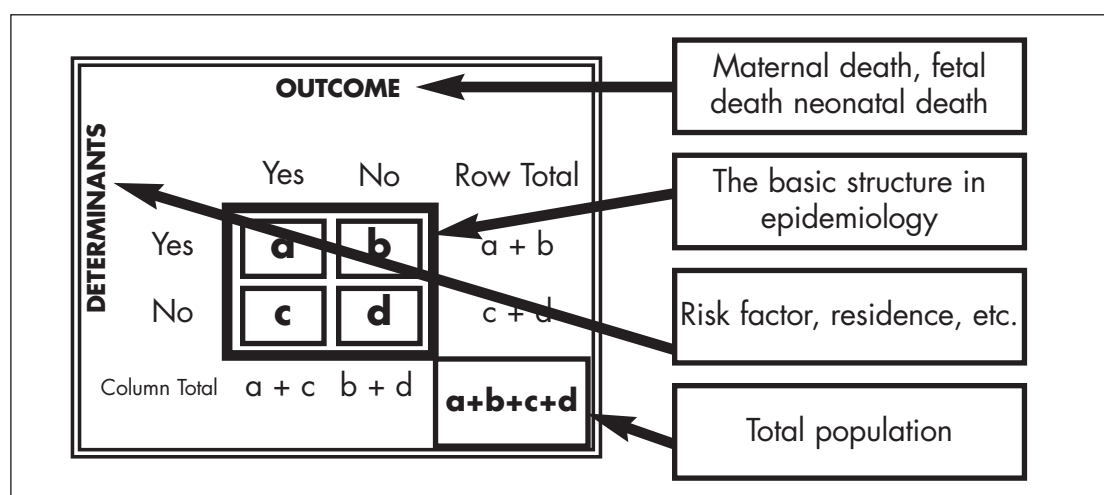 OUTCOME
Maternal death, fetal
death neonatal death
DETERMINANTS
Yes No Row Total
The basic structure in
epidemiology
Yes a b a + b
No c d c + d
Risk factor, residence, etc.
Column Total a + c b + d a+b+c+d
Total population